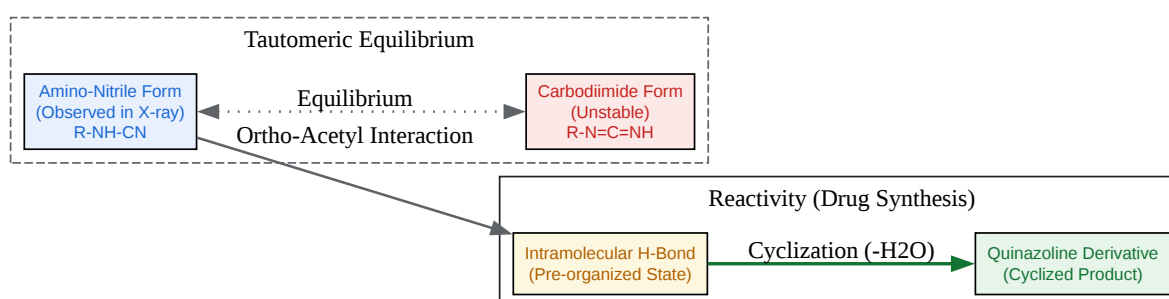 Tautomeric Equilibrium
Amino-Nitrile Form
(Observed in X-ray)
R-NH-CN
Equilibrium
Carbodiimide Form
(Unstable)
R-N=C=NH
Ortho-Acetyl Interaction
Reactivity (Drug Synthesis)
Intramolecular H-Bond
(Pre-organized State)
Cyclization (-H2O)
Quinazoline Derivative
(Cyclized Product)